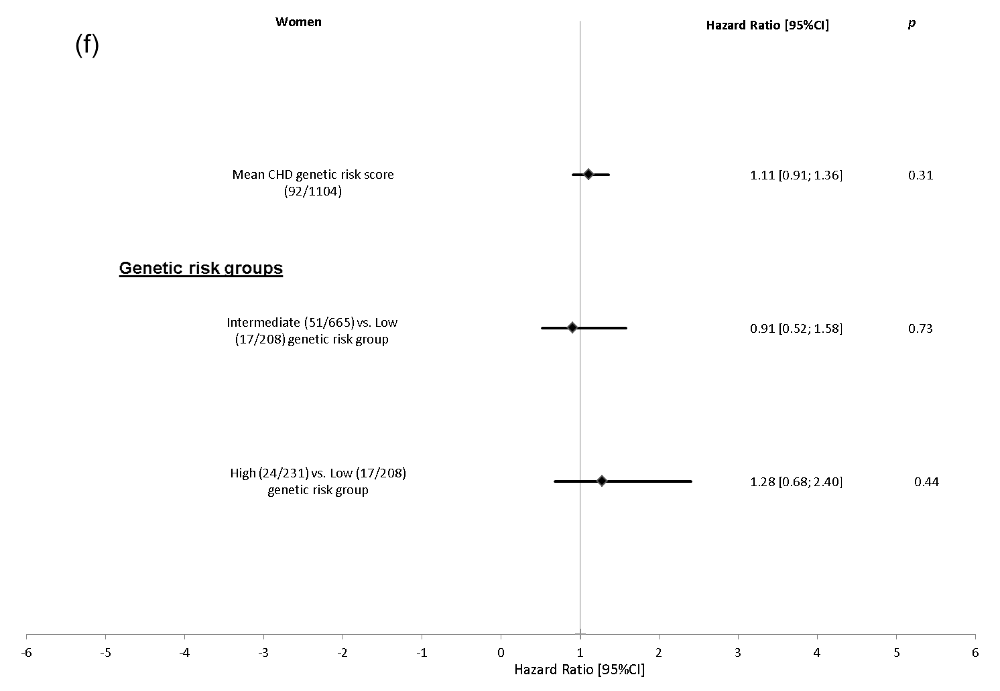 (f)
Women
Hazard Ratio [95%CI]
p
Mean CHD genetic risk score
(92/1104)
1.11 [0.91; 1.36]
0.31
Genetic risk groups
Intermediate (51/665) vs. Low
(17/208) genetic risk group
0.91 [0.52; 1.58]
0.73
High (24/231) vs. Low (17/208)
genetic risk group
1.28 [0.68; 2.40]
0.44
-6 -5 -4 -3 -2 -1 0 1 2 3 4 5 6
Hazard Ratio [95%CI]